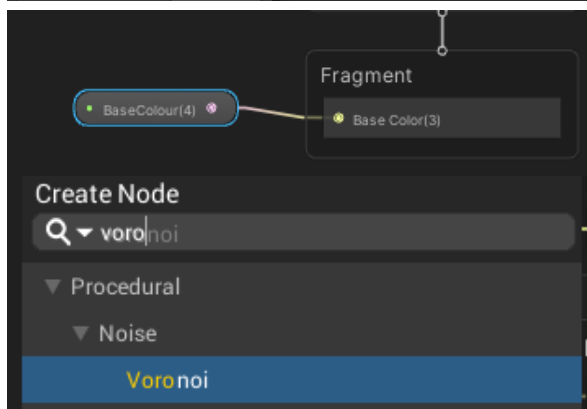 Fragment
BaseColour(4)
Base Color(3)
Create Node
voronoi
Procedural
Noise
Voronoi